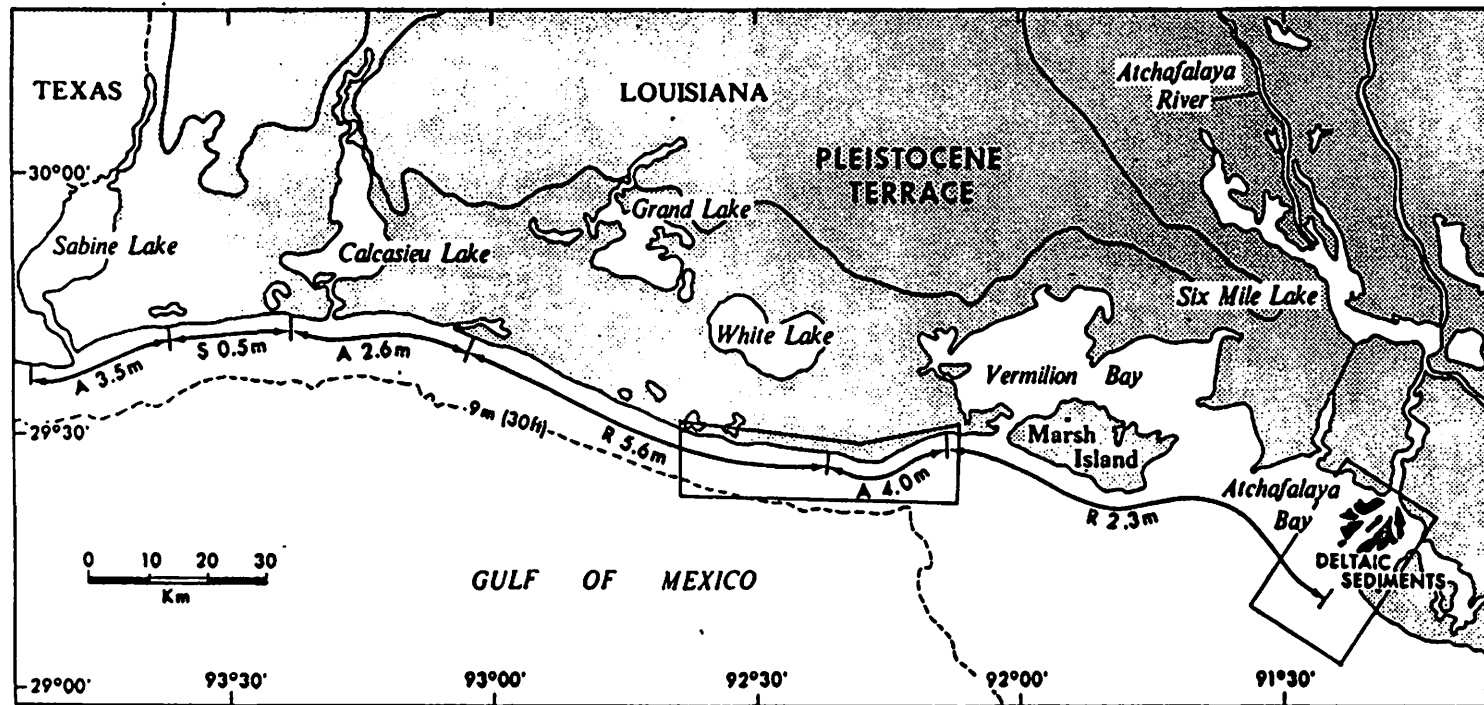 TEXAS
LOUISIANA
Atchafalaya
River
PLEISTOCENE
TERRACE
30°00'
Grand Lake
Sabine Lake
Calcasieu Lake
Six Mile Lake
White Lake
S 0.5m
A 2.6m
A 3.5m
Vermilion Bay
9m (30ft)
29°30'
R 5.6m
Marsh
Island
A 4.0m
Atchafalaya
Bay
R 2.3m
DELTAIC
SEDIMENTS
0 10 20 30
Km
GULF OF MEXICO
29°00'
93°30'
93°00'
92°30'
92°00'
91°30'